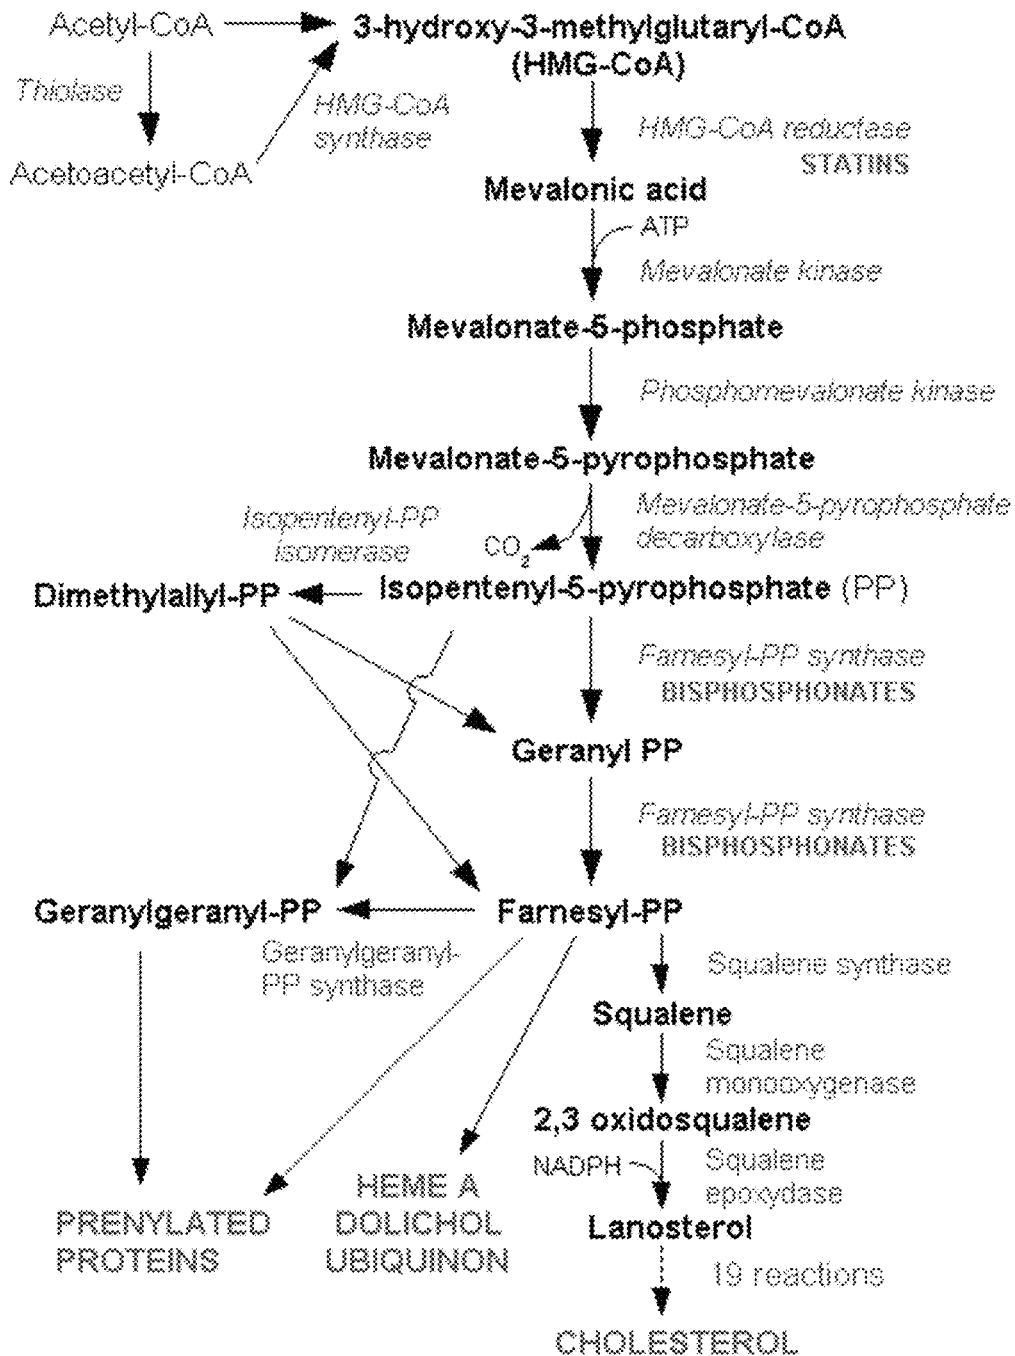 Acetyl-CoA
3-hydroxy-3-methylglutaryl-CoA
(HMG-CoA)
Thiolase
HMG-CoA
synthase
HMG-CoA reductase
STATINS
Acetoacetyl-CoA
Mevalonic acid
ATP
Mevalonate kinase
Mevalonate-5-phosphate
Phosphomevalonate kinase
Mevalonate-5-pyrophosphate
Isopentenyl-PP
isomerase
CO2
Mevalonate-5-pyrophosphate
decarboxylase
Dimethylallyl-PP
Isopentenyl-5-pyrophosphate (PP)
Farnesyl-PP synthase
BISPHOSPHONATES
Geranyl PP
Farnesyl-PP synthase
BISPHOSPHONATES
Geranylgeranyl-PP
Farnesyl-PP
Geranylgeranyl-
PP synthase
Squalene synthase
Squalene
Squalene
monooxygenase
2,3 oxidosqualene
NADPH
Squalene
epoxydase
HEME A
DOLICHOL
UBIQUINON
PRENYLATED
PROTEINS
Lanosterol
19 reactions
CHOLESTEROL